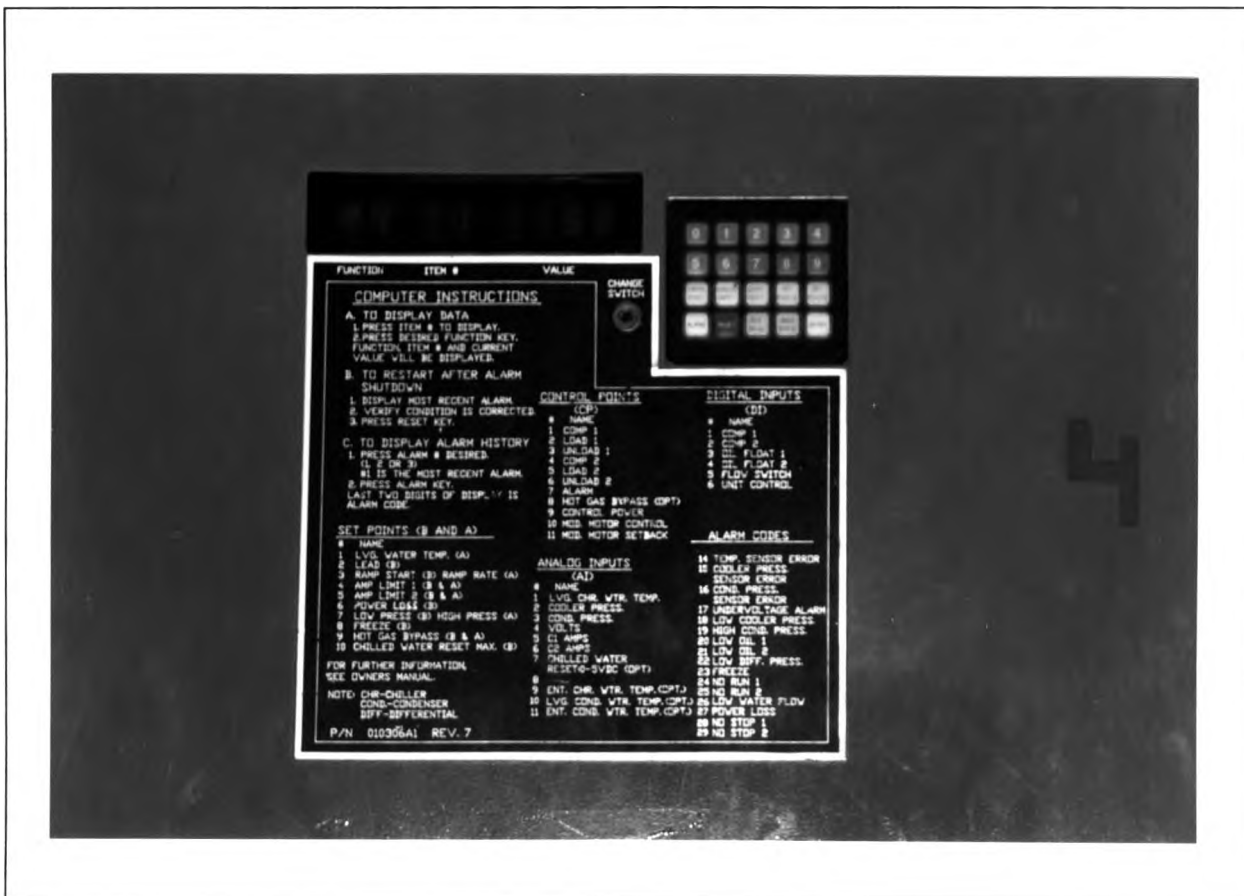 0 1 2 3 4
5 6 7 8 9
FUNCTION ITEM # VALUE
CHANGE
SWITCH
COMPUTER INSTRUCTIONS
A. TO DISPLAY DATA
1. PRESS ITEM # TO DISPLAY.
2. PRESS DESIRED FUNCTION KEY.
FUNCTION, ITEM # AND CURRENT
VALUE WILL BE DISPLAYED.
B. TO RESTART AFTER ALARM
SHUTDOWN
1. DISPLAY MOST RECENT ALARM.
2. VERIFY CONDITION IS CORRECTED.
3. PRESS RESET KEY.
C. TO DISPLAY ALARM HISTORY
1. PRESS ALARM # DESIRED.
(1, 2 OR 3)
#1 IS THE MOST RECENT ALARM.
2. PRESS ALARM KEY.
LAST TWO DIGITS OF DISPLAY IS
ALARM CODE.
SET POINTS (B AND A)
# NAME
1 LVG. WATER TEMP. (A)
2 LEAD (B)
3 RAMP START (B) RAMP RATE (A)
4 AMP LIMIT 1 (B & A)
5 AMP LIMIT 2 (B & A)
6 POWER LOSS (B)
7 LOW PRESS (B) HIGH PRESS (A)
8 FREEZE (B)
9 HOT GAS BYPASS (B & A)
10 CHILLED WATER RESET MAX. (B)
FOR FURTHER INFORMATION,
SEE OWNERS MANUAL.
NOTE: CHR-CHILLER
COND.-CONDENSER
DIFF-DIFFERENTIAL
P/N 010306A1 REV. 7
CONTROL POINTS
(CP)
# NAME
1 COMP 1
2 LOAD 1
3 UNLOAD 1
4 COMP 2
5 LOAD 2
6 UNLOAD 2
7 ALARM
8 HOT GAS BYPASS (OPT)
9 CONTROL POWER
10 MOD. MOTOR CONTROL
11 MOD. MOTOR SETBACK
ANALOG INPUTS
(AI)
# NAME
1 LVG. CHR. WTR. TEMP.
2 COOLER PRESS.
3 COND. PRESS.
4 VOLTS
5 C1 AMPS
6 C2 AMPS
7 CHILLED WATER
RESET:0-5VDC (OPT)
8
9 ENT. CHR. WTR. TEMP.(OPT.)
10 LVG. COND. WTR. TEMP.(OPT.)
11 ENT. COND. WTR. TEMP.(OPT.)
DIGITAL INPUTS
(DI)
# NAME
1 COMP 1
2 COMP 2
3 OIL FLOAT 1
4 OIL FLOAT 2
5 FLOW SWITCH
6 UNIT CONTROL
ALARM CODES
14 TEMP. SENSOR ERROR
15 COOLER PRESS.
SENSOR ERROR
16 COND. PRESS.
SENSOR ERROR
17 UNDERVOLTAGE ALARM
18 LOW COOLER PRESS.
19 HIGH COND. PRESS.
20 LOW OIL 1
21 LOW OIL 2
22 LOW DIFF. PRESS.
23 FREEZE
24 NO RUN 1
25 NO RUN 2
26 LOW WATER FLOW
27 POWER LOSS
28 NO STOP 1
29 NO STOP 2
4